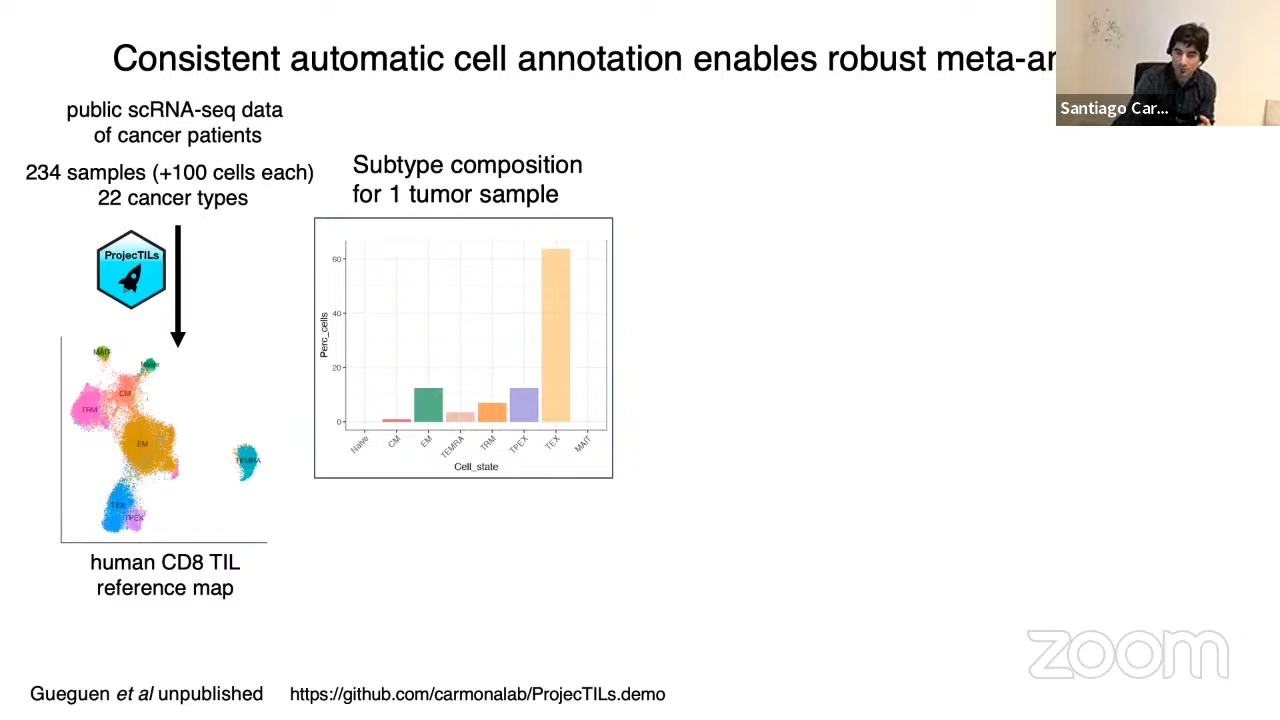 Consistent automatic cell annotation enables robust meta-an
Santiago Car...
public scRNA-seq data
of cancer patients
234 samples (+100 cells each)
22 cancer types
ProjecTILs
MAIT
Naive
CM
TRM
EM
TEMRA
TEX
TPEX
human CD8 TIL
reference map
Subtype composition
for 1 tumor sample
Perc_cells
60
40
20
0
Naive
CM
EM
TEMRA
TRM
TPEX
TEX
MAIT
Cell_state
zoom
Gueguen et al unpublished
https://github.com/carmonalab/ProjecTILs.demo